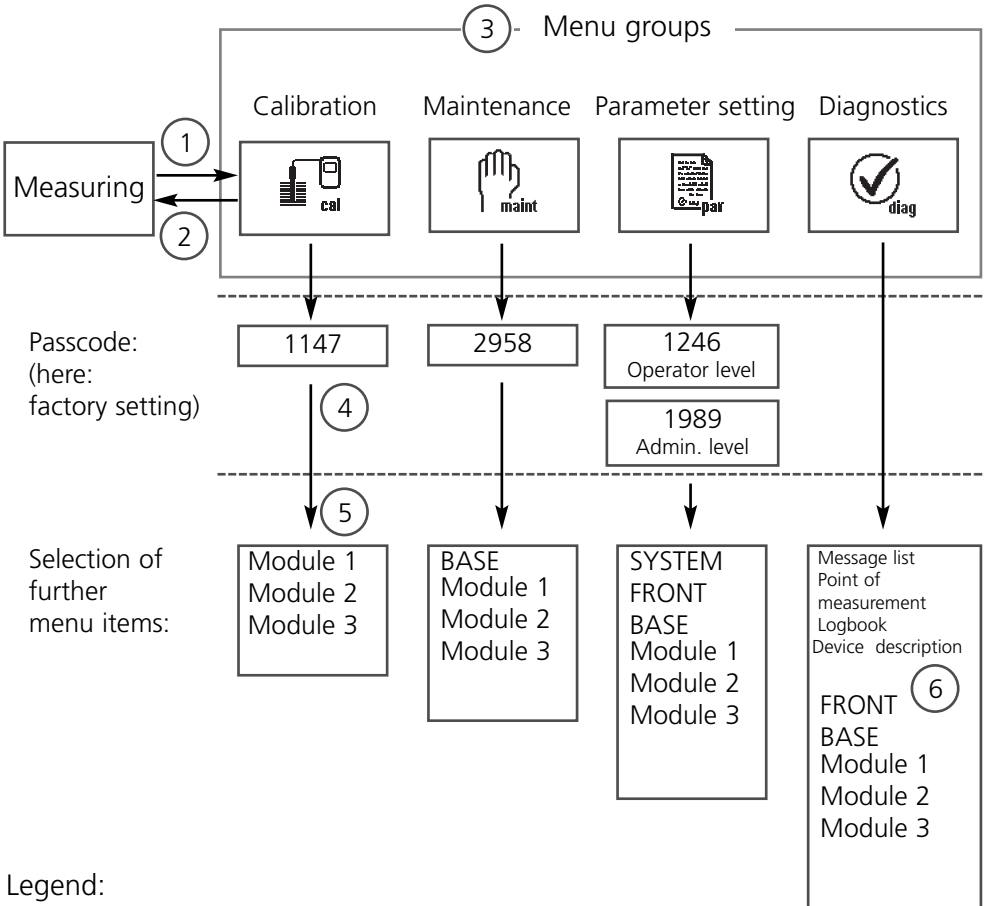 3 Menu groups
Calibration Maintenance Parameter setting Diagnostics
1
Measuring
cal maint par diag
2
Passcode:
(here:
factory setting)
1147 2958 1246
Operator level
4
1989
Admin. level
5
Selection of
further
menu items:
Module 1
Module 2
Module 3
BASE
Module 1
Module 2
Module 3
SYSTEM
FRONT
BASE
Module 1
Module 2
Module 3
Message list
Point of
measurement
Logbook
Device description
6
FRONT
BASE
Module 1
Module 2
Module 3
Legend: